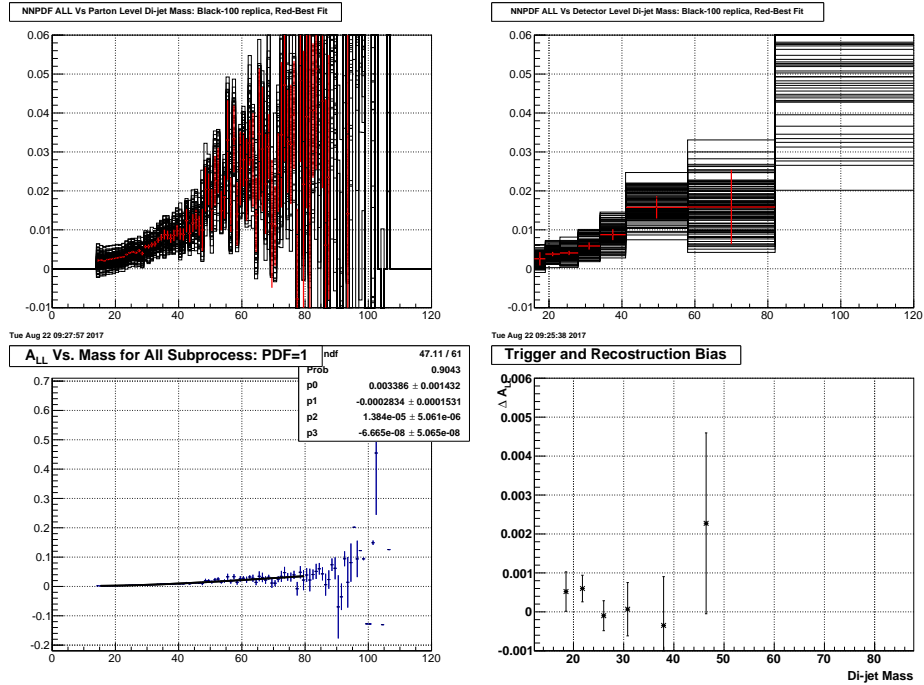 NNPDF ALL Vs Parton Level Di-jet Mass: Black-100 replica, Red-Best Fit
0.06
0.05
0.04
0.03
0.02
0.01
0
-0.01
0 20 40 60 80 100 120
Tue Aug 22 09:27:57 2017
NNPDF ALL Vs Detector Level Di-jet Mass: Black-100 replica, Red-Best Fit
0.06
0.05
0.04
0.03
0.02
0.01
0
-0.01
20 40 60 80 100 120
Tue Aug 22 09:25:38 2017
A_LL Vs. Mass for All Subprocess: PDF=1
ndf 47.11 / 61
Prob 0.9043
p0 0.003386 ± 0.001432
p1 -0.0002834 ± 0.0001531
p2 1.384e-05 ± 5.061e-06
p3 -6.665e-08 ± 5.065e-08
0.7
0.6
0.5
0.4
0.3
0.2
0.1
0
-0.1
-0.2
0 20 40 60 80 100 120
Trigger and Recostruction Bias
Δ A
0.006
0.005
0.004
0.003
0.002
0.001
0
-0.001
20 30 40 50 60 70 80
Di-jet Mass